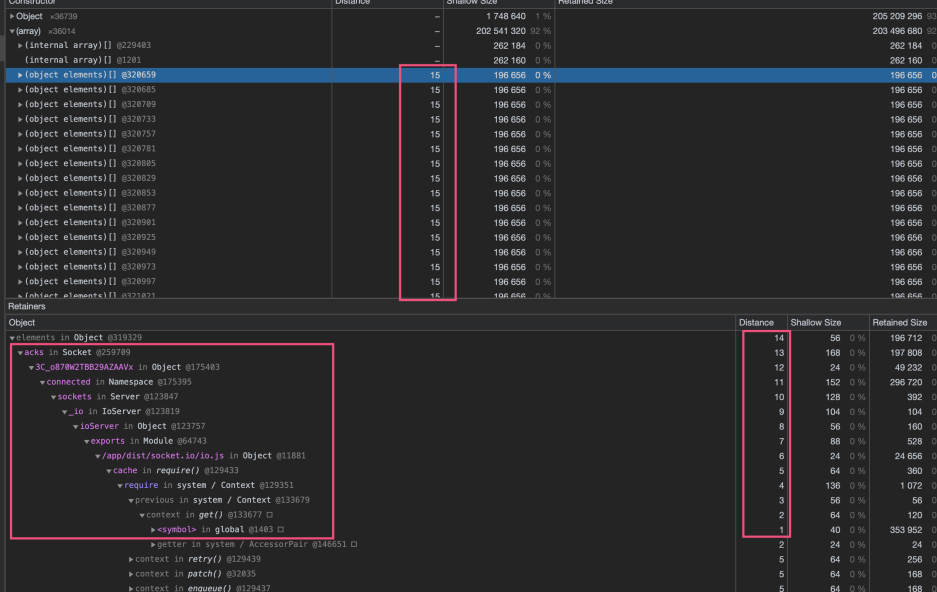 Constructor Distance Shallow Size Retained Size
▶Object ×36739 – 1 748 640 1 % 205 209 296 93
▼(array) ×36014 – 202 541 320 92 % 203 496 680 92
▶(internal array)[] @229403 – 262 184 0 % 262 184 0
(internal array)[] @1201 – 262 160 0 % 262 160 0
▶(object elements)[] @320659 15 196 656 0 % 196 656 0
▶(object elements)[] @320685 15 196 656 0 % 196 656 0
▶(object elements)[] @320709 15 196 656 0 % 196 656 0
▶(object elements)[] @320733 15 196 656 0 % 196 656 0
▶(object elements)[] @320757 15 196 656 0 % 196 656 0
▶(object elements)[] @320781 15 196 656 0 % 196 656 0
▶(object elements)[] @320805 15 196 656 0 % 196 656 0
▶(object elements)[] @320829 15 196 656 0 % 196 656 0
▶(object elements)[] @320853 15 196 656 0 % 196 656 0
▶(object elements)[] @320877 15 196 656 0 % 196 656 0
▶(object elements)[] @320901 15 196 656 0 % 196 656 0
▶(object elements)[] @320925 15 196 656 0 % 196 656 0
▶(object elements)[] @320949 15 196 656 0 % 196 656 0
▶(object elements)[] @320973 15 196 656 0 % 196 656 0
▶(object elements)[] @320997 15 196 656 0 % 196 656 0
▶(object elements)[] @321021 15 196 656 0 % 196 656 0
Retainers
Object Distance Shallow Size Retained Size
▼elements in Object @319329 14 56 0 % 196 712 0
▼acks in Socket @259709 13 168 0 % 197 808 0
▼3C_o870W2TBB29AZAAVx in Object @175403 12 24 0 % 49 232 0
▼connected in Namespace @175395 11 152 0 % 296 720 0
▼sockets in Server @123847 10 128 0 % 392 0
▼_io in IoServer @123819 9 104 0 % 104 0
▼ioServer in Object @123757 8 56 0 % 160 0
▼exports in Module @64743 7 88 0 % 528 0
▼/app/dist/socket.io/io.js in Object @11881 6 24 0 % 24 656 0
▼cache in require() @129433 5 64 0 % 360 0
▼require in system / Context @129351 4 136 0 % 1 072 0
▼previous in system / Context @133679 3 56 0 % 56 0
▼context in get() @133677 2 64 0 % 120 0
▶<symbol> in global @1403 1 40 0 % 353 952 0
▶getter in system / AccessorPair @146651 2 24 0 % 24 0
▶context in retry() @129439 5 64 0 % 256 0
▶context in patch() @32035 5 64 0 % 168 0
▶context in enqueue() @129437 5 64 0 % 168 0